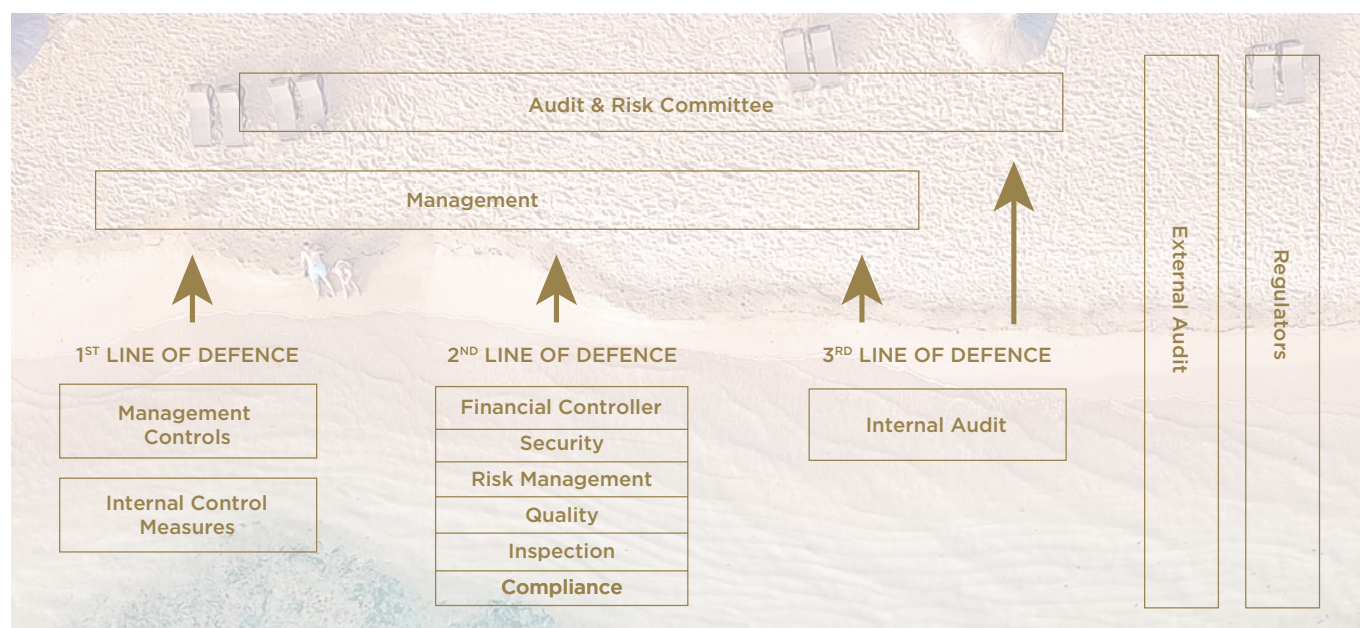 Audit & Risk Committee
Management
1ST LINE OF DEFENCE
Management
Controls
Internal Control
Measures
2ND LINE OF DEFENCE
Financial Controller
Security
Risk Management
Quality
Inspection
Compliance
3RD LINE OF DEFENCE
Internal Audit
External Audit
Regulators